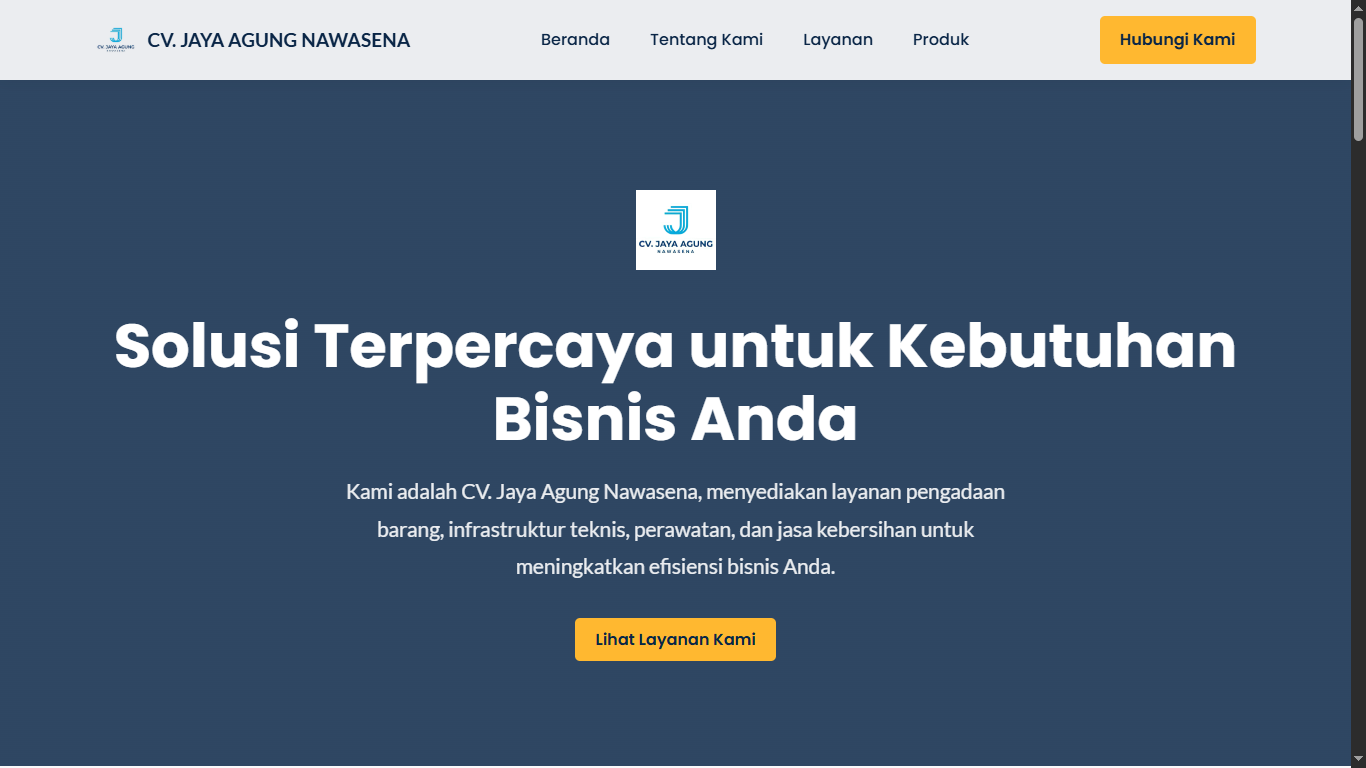 CV. JAYA AGUNG
CV. JAYA AGUNG NAWASENA
Beranda
Tentang Kami
Layanan
Produk
Hubungi Kami
CV. JAYA AGUNG
NAWASENA
Solusi Terpercaya untuk Kebutuhan
Bisnis Anda
Kami adalah CV. Jaya Agung Nawasena, menyediakan layanan pengadaan
barang, infrastruktur teknis, perawatan, dan jasa kebersihan untuk
meningkatkan efisiensi bisnis Anda.
Lihat Layanan Kami